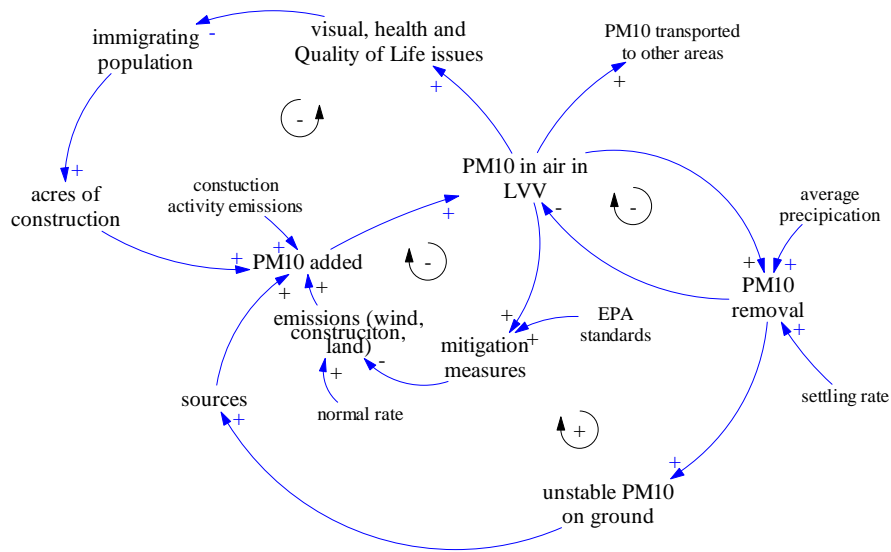 visual, health and
Quality of Life issues
PM10 transported
to other areas
immigrating
population
-
+
+
-
PM10 in air in
LVV
+
acres of
construction
constuction
activity emissions
average
precipication
-
-
+
+
+
-
PM10 added
+
+
+
+
PM10
removal
emissions (wind,
construciton,
land)
EPA
standards
+
+
+
mitigation
measures
-
+
sources
normal rate
settling rate
+
+
+
unstable PM10
on ground